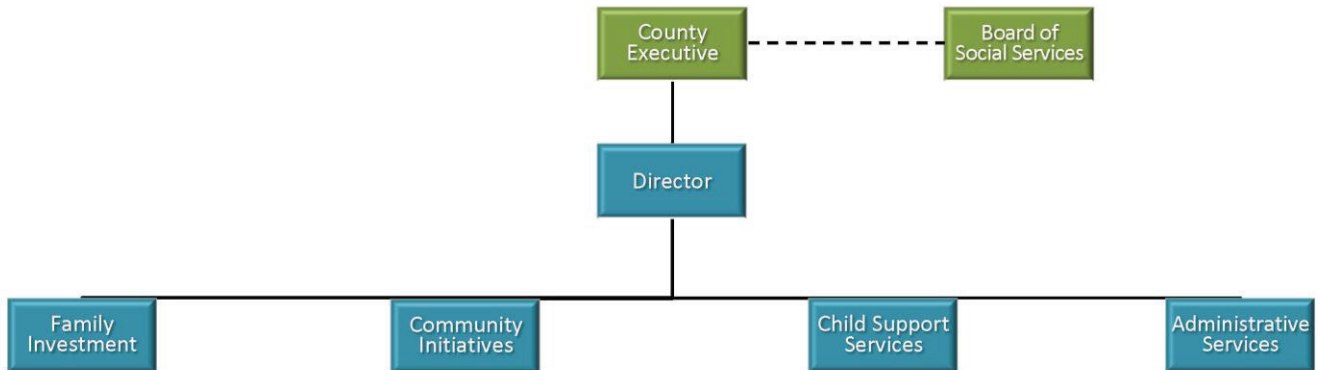 County
Executive
Board of
Social Services
Director
Family
Investment
Community
Initiatives
Child Support
Services
Administrative
Services